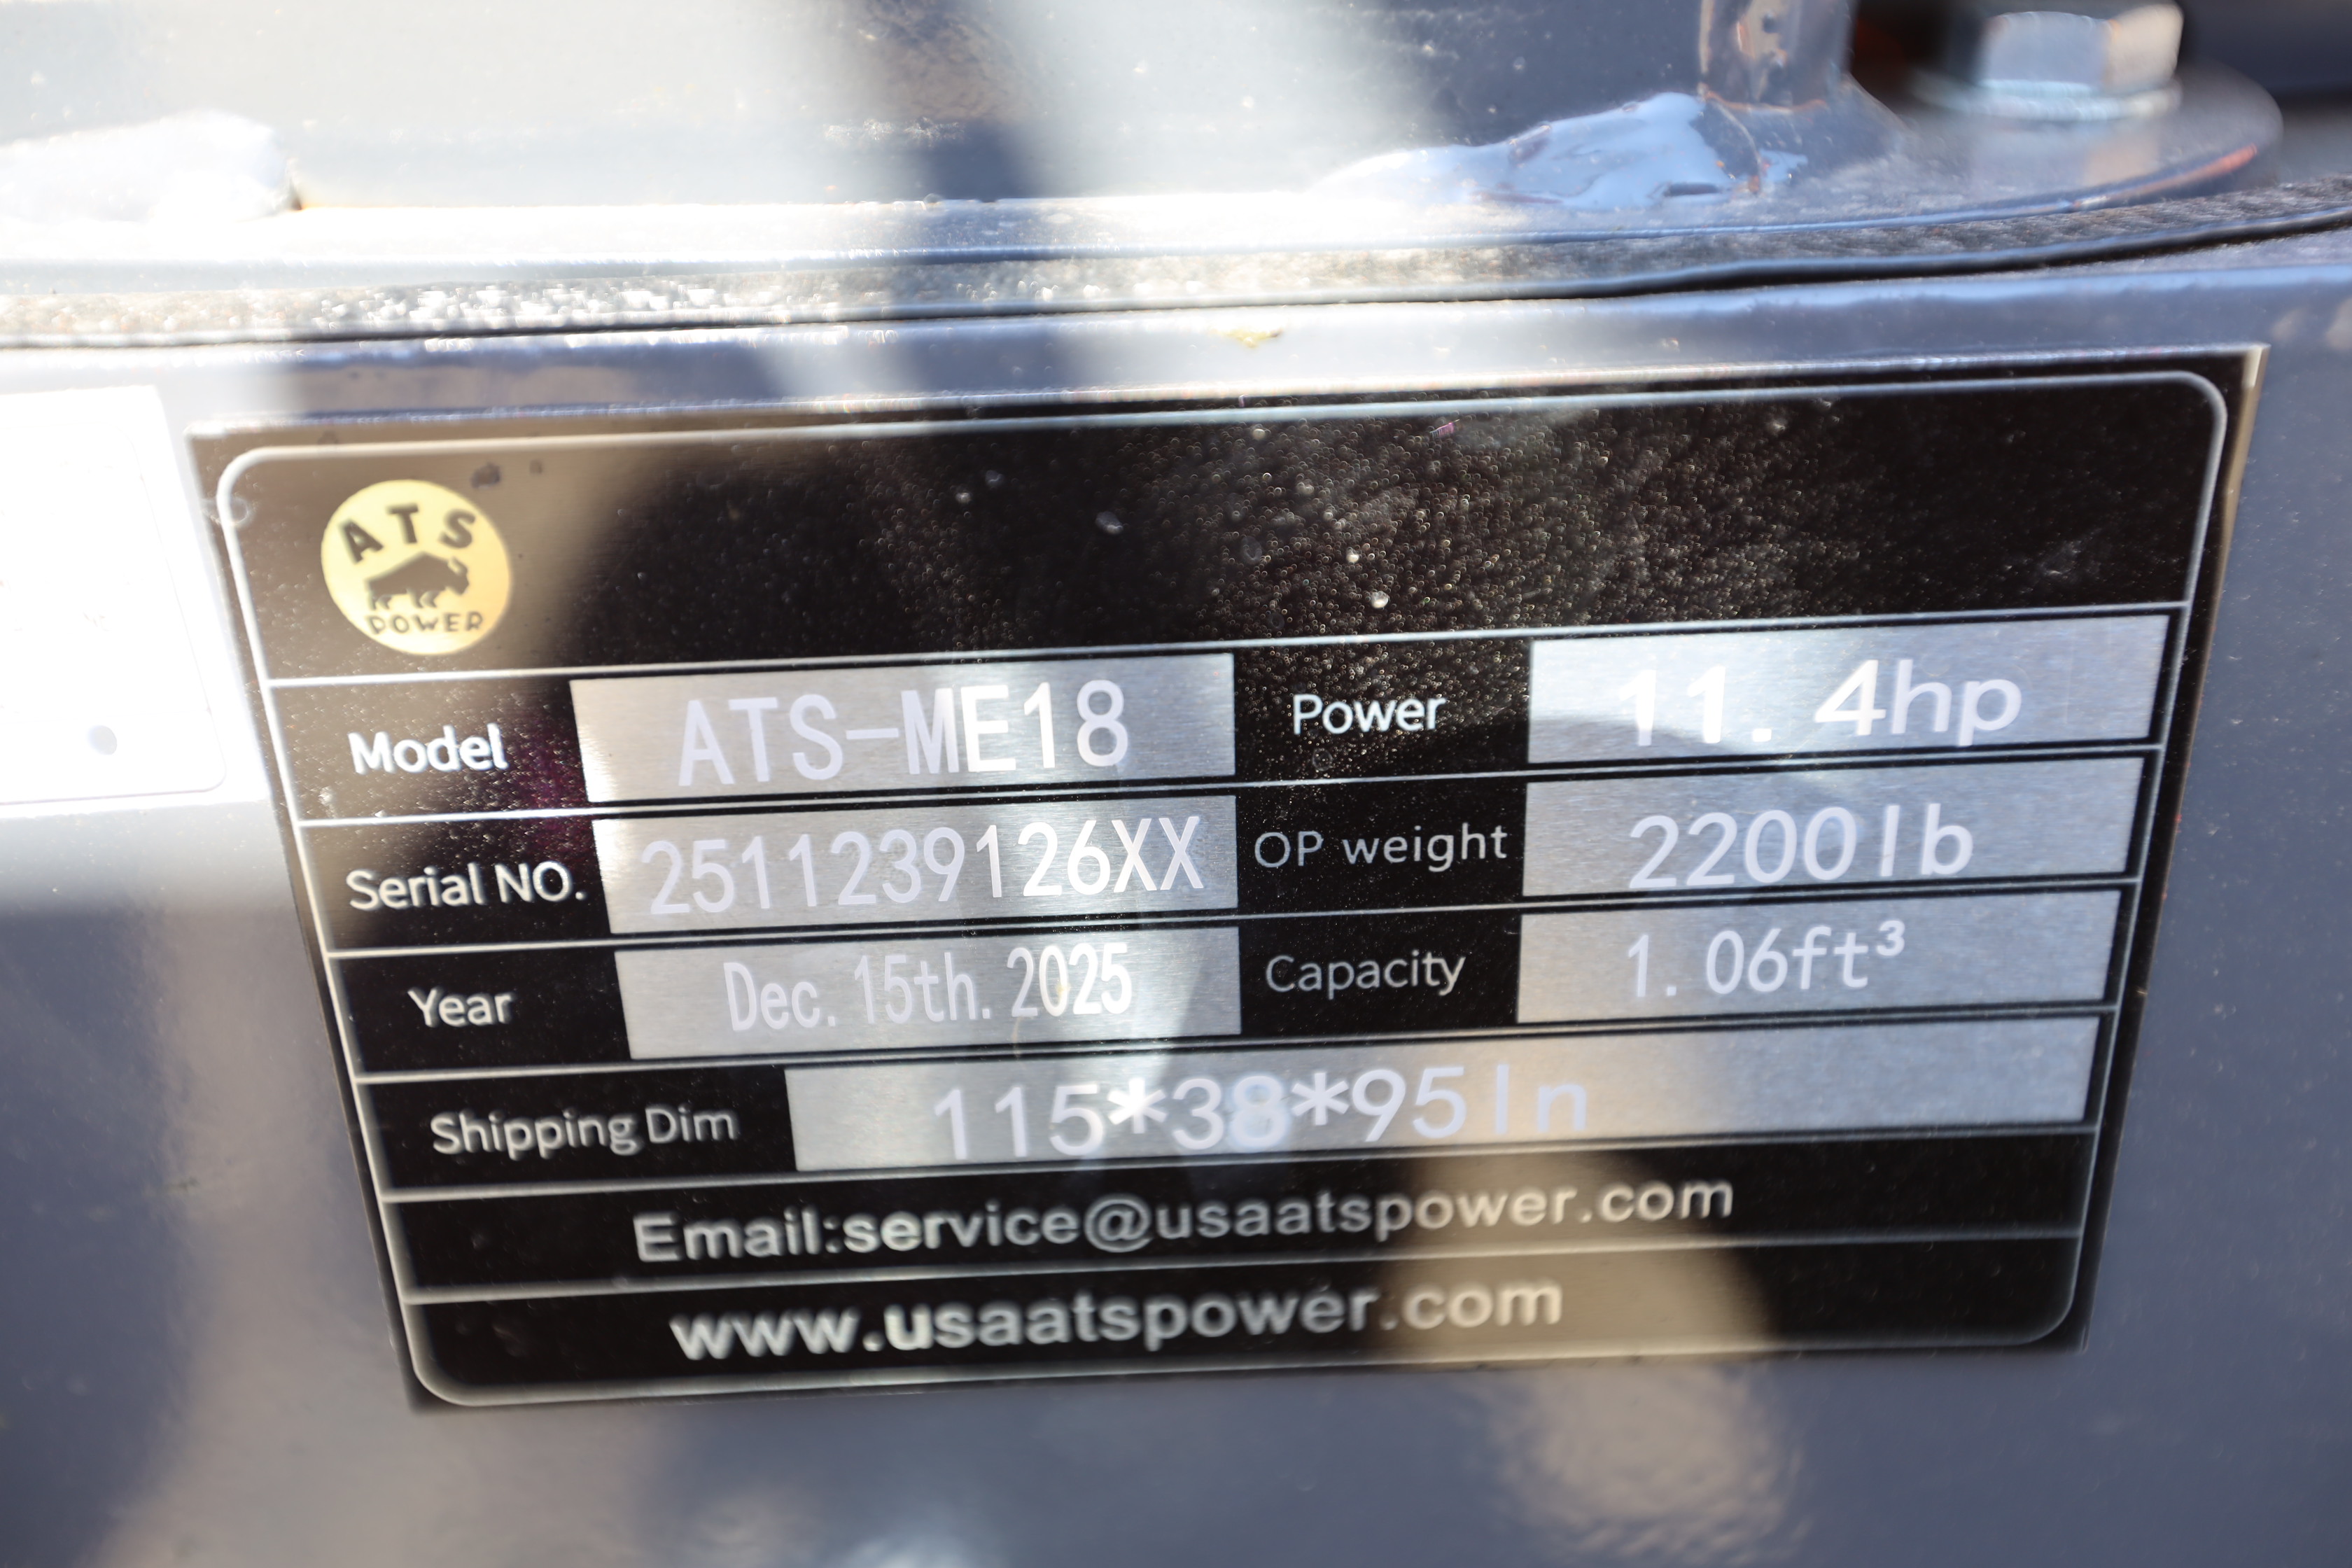 ATS
POWER
Model ATS-ME18 Power 11.4hp
Serial NO. 2511239126XX OP weight 2200lb
Year Dec.15th.2025 Capacity 1.06ft³
Shipping Dim 115*38*95In
Email:service@usaatspower.com
www.usaatspower.com